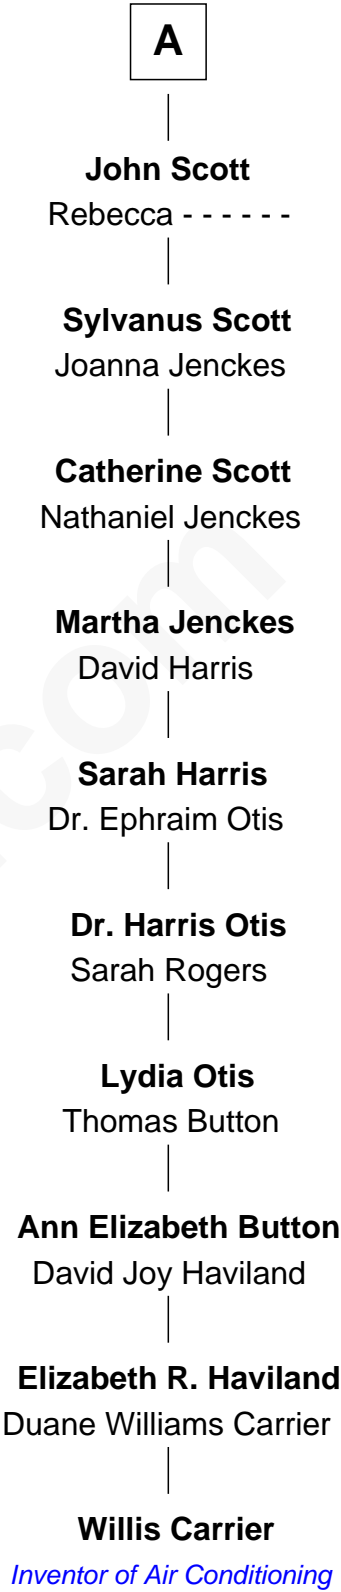 A
John Scott
Rebecca - - - - - -
Sylvanus Scott
Joanna Jenckes
Catherine Scott
Nathaniel Jenckes
Martha Jenckes
David Harris
Sarah Harris
Dr. Ephraim Otis
Dr. Harris Otis
Sarah Rogers
Lydia Otis
Thomas Button
Ann Elizabeth Button
David Joy Haviland
Elizabeth R. Haviland
Duane Williams Carrier
Willis Carrier
Inventor of Air Conditioning